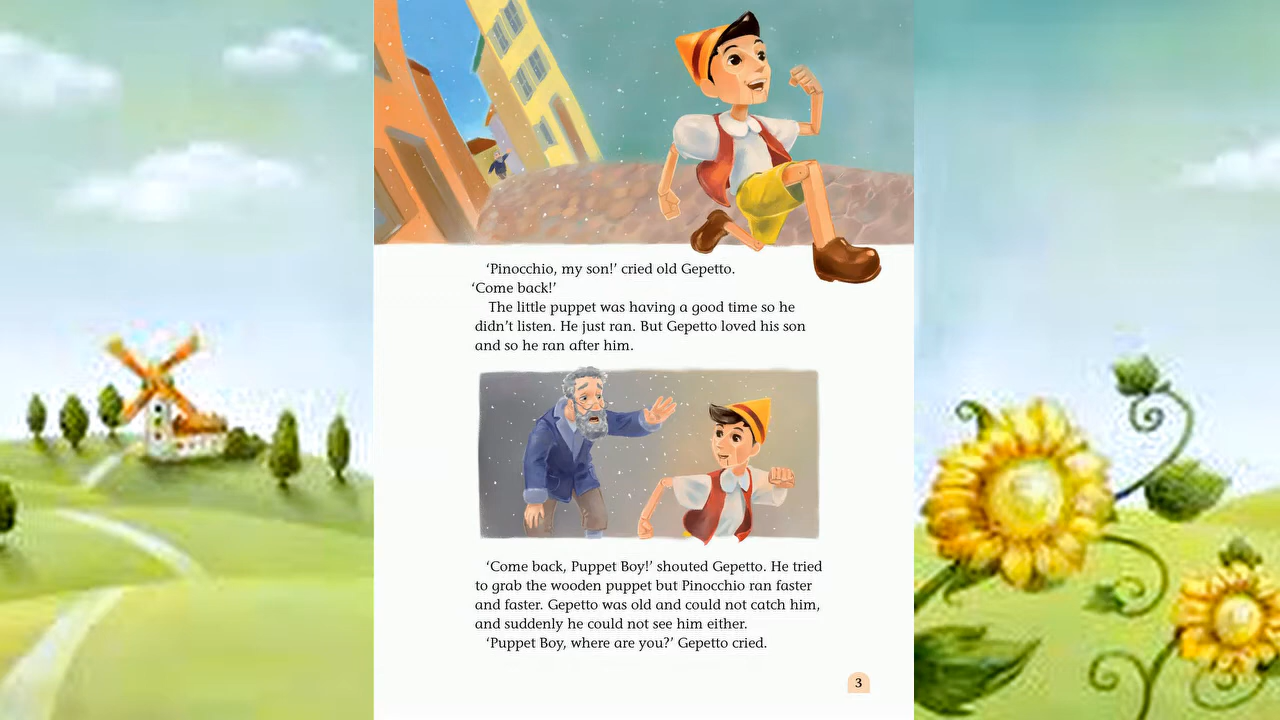 ‘Pinocchio, my son!’ cried old Gepetto.
‘Come back!’
The little puppet was having a good time so he
didn’t listen. He just ran. But Gepetto loved his son
and so he ran after him.
‘Come back, Puppet Boy!’ shouted Gepetto. He tried
to grab the wooden puppet but Pinocchio ran faster
and faster. Gepetto was old and could not catch him,
and suddenly he could not see him either.
‘Puppet Boy, where are you?’ Gepetto cried.
3